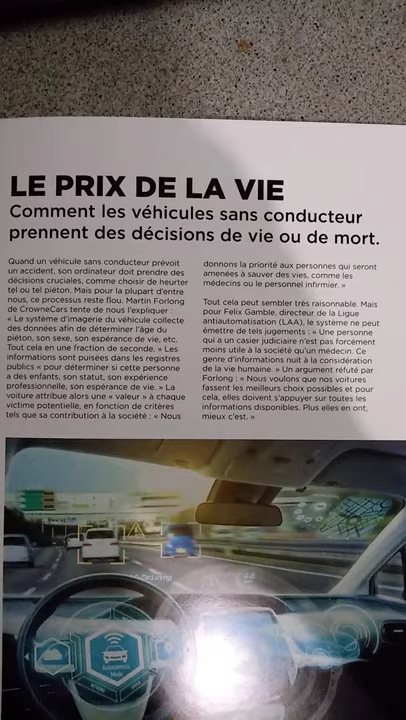 LE PRIX DE LA VIE
Comment les véhicules sans conducteur
prennent des décisions de vie ou de mort.
Quand un véhicule sans conducteur prévoit
un accident, son ordinateur doit prendre des
décisions cruciales, comme choisir de heurter
tel ou tel piéton. Mais pour la plupart d'entre
nous, ce processus reste flou. Martin Forlong
de CrowneCars tente de nous l'expliquer :
« Le système d'imagerie du véhicule collecte
des données afin de déterminer l'âge du
piéton, son sexe, son espérance de vie, etc.
Tout cela en une fraction de seconde. » Les
informations sont puisées dans les registres
publics « pour déterminer si cette personne
a des enfants, son statut, son expérience
professionnelle, son espérance de vie. » La
voiture attribue alors une « valeur » à chaque
victime potentielle, en fonction de critères
tels que sa contribution à la société : « Nous
donnons la priorité aux personnes qui seront
amenées à sauver des vies, comme les
médecins ou le personnel infirmier. »
Tout cela peut sembler très raisonnable. Mais
pour Felix Gamble, directeur de la Ligue
antiautomatisation (LAA), le système ne peut
émettre de tels jugements : « Une personne
qui a un casier judiciaire n'est pas forcément
moins utile à la société qu'un médecin. Ce
genre d'informations nuit à la considération
de la vie humaine. » Un argument réfuté par
Forlong : « Nous voulons que nos voitures
fassent les meilleurs choix possibles et pour
cela, elles doivent s'appuyer sur toutes les
informations disponibles. Plus elles en ont,
mieux c'est. »
Driving
Autonomous
Mode